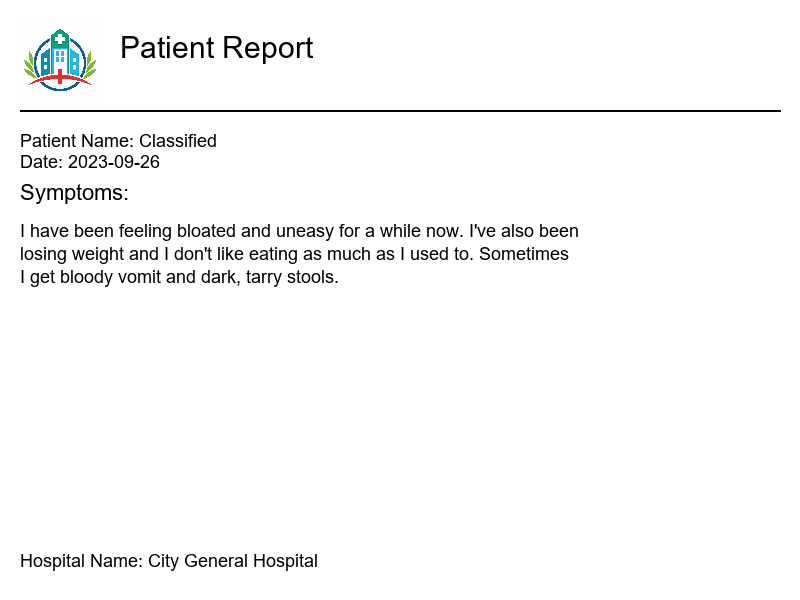 Patient Report
Patient Name: Classified
Date: 2023-09-26
Symptoms:
I have been feeling bloated and uneasy for a while now. I've also been
losing weight and I don't like eating as much as I used to. Sometimes
I get bloody vomit and dark, tarry stools.
Hospital Name: City General Hospital